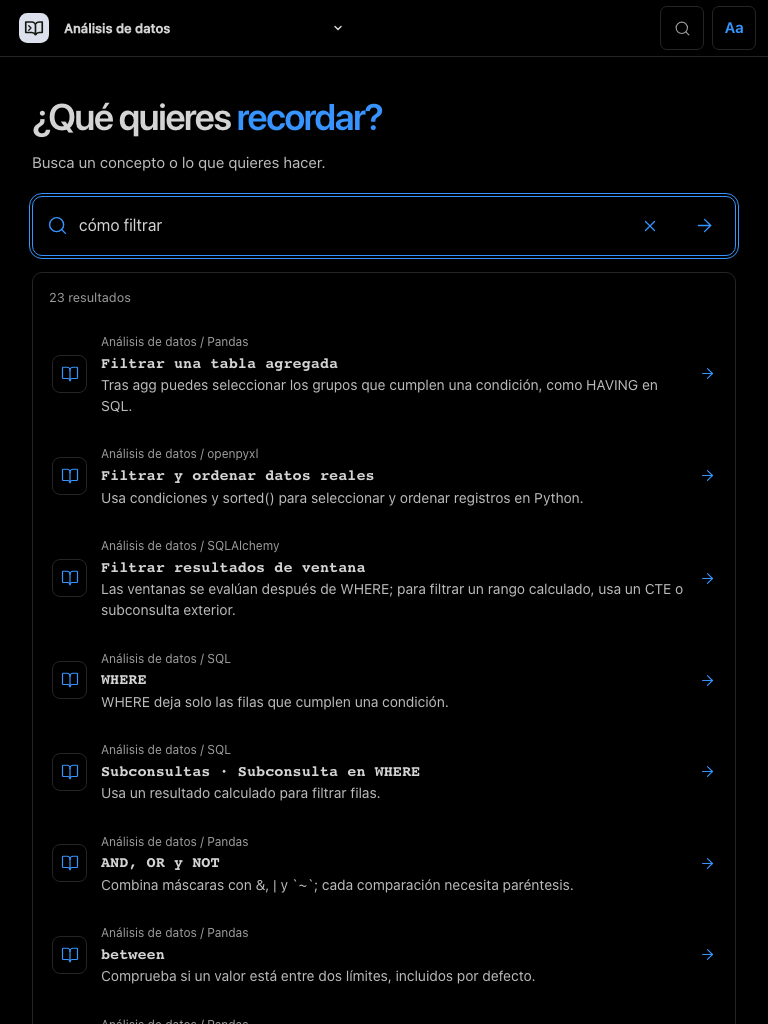 Análisis de datos
Aa
¿Qué quieres recordar?
Busca un concepto o lo que quieres hacer.
cómo filtrar
23 resultados
Análisis de datos / Pandas
Filtrar una tabla agregada
Tras agg puedes seleccionar los grupos que cumplen una condición, como HAVING en
SQL.
Análisis de datos / openpyxl
Filtrar y ordenar datos reales
Usa condiciones y sorted() para seleccionar y ordenar registros en Python.
Análisis de datos / SQLAlchemy
Filtrar resultados de ventana
Las ventanas se evalúan después de WHERE; para filtrar un rango calculado, usa un CTE o
subconsulta exterior.
Análisis de datos / SQL
WHERE
WHERE deja solo las filas que cumplen una condición.
Análisis de datos / SQL
Subconsultas · Subconsulta en WHERE
Usa un resultado calculado para filtrar filas.
Análisis de datos / Pandas
AND, OR y NOT
Combina máscaras con &, | y `~`; cada comparación necesita paréntesis.
Análisis de datos / Pandas
between
Comprueba si un valor está entre dos límites, incluidos por defecto.
Análisis de datos / Pandas